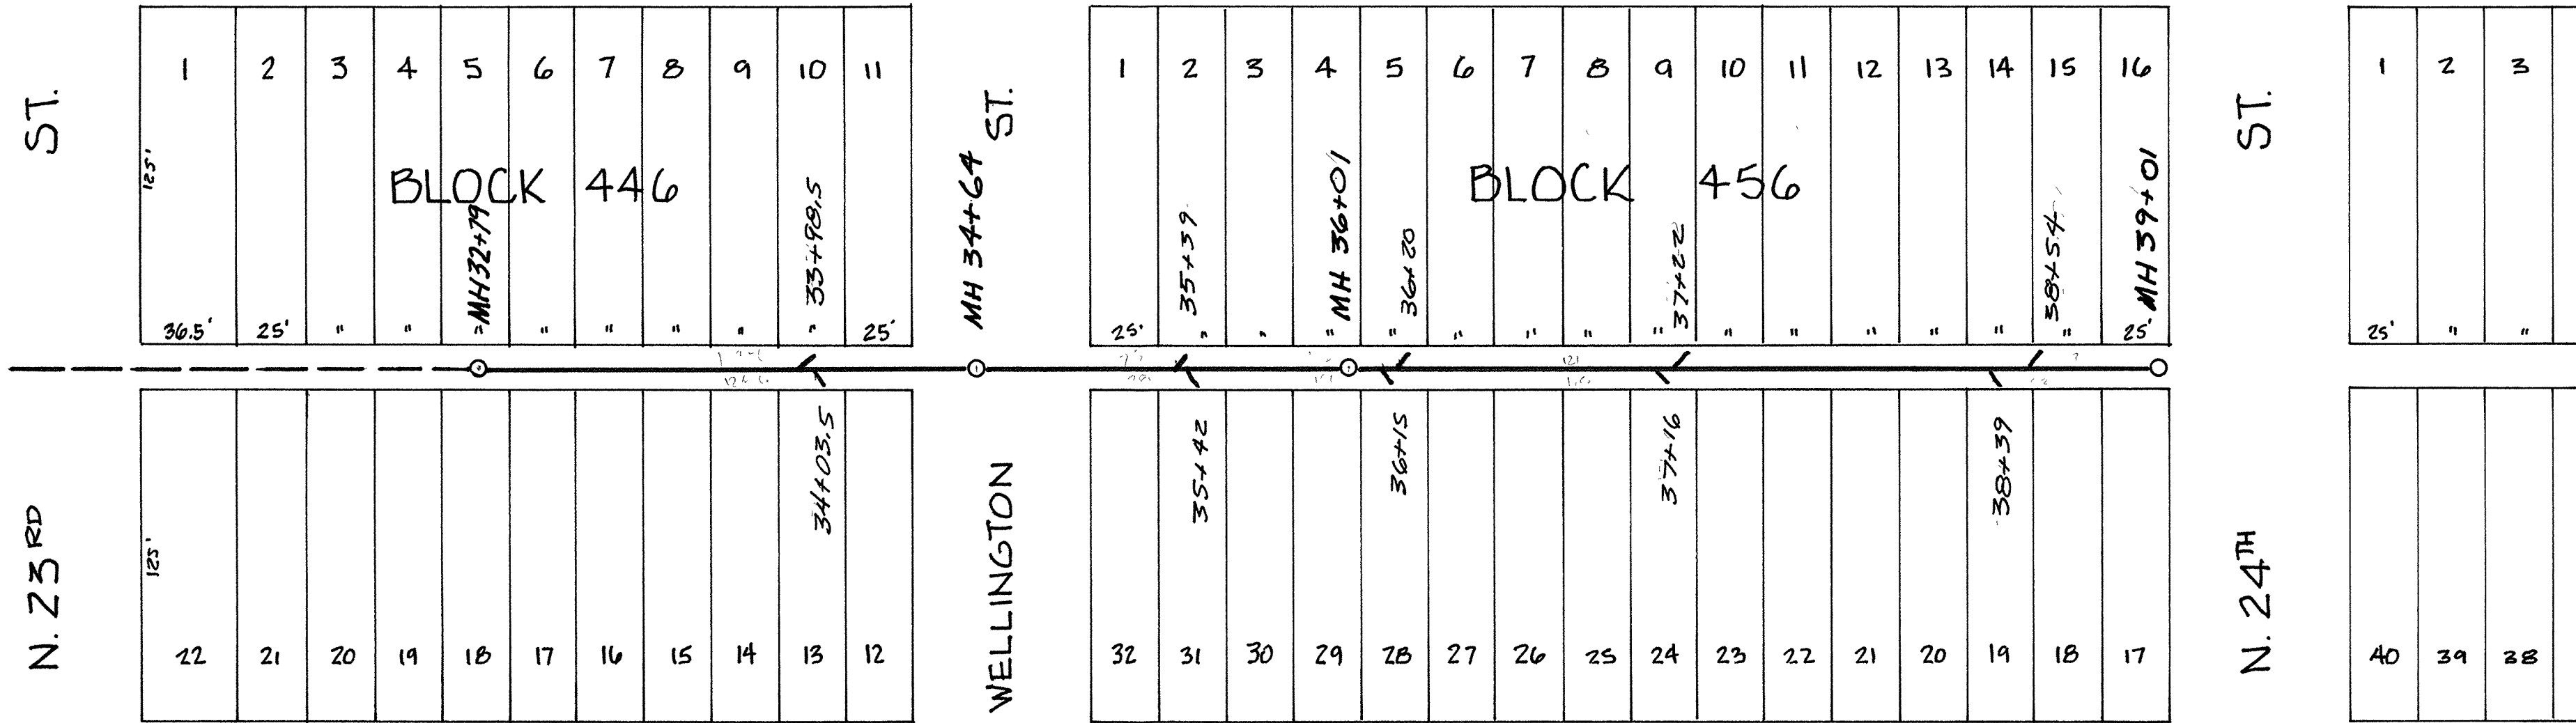 ST.
1 2 3 4 5 6 7 8 9 10 11
125'
BLOCK 446
MH32+79
33+98.5
36.5' 25' " " " " " " " " 25'
MH 34+64
ST.
1 2 3 4 5 6 7 8 9 10 11 12 13 14 15 16
BLOCK 456
35+39
MH 36+01
36+20
37+22
38+54
MH 39+01
25' " " " " " " " " " " " " " " 25'
ST.
1 2 3
25' " "
N. 23RD
125'
34+03.5
22 21 20 19 18 17 16 15 14 13 12
WELLINGTON
35+42
36+15
37+16
38+39
32 31 30 29 28 27 26 25 24 23 22 21 20 19 18 17
N. 24TH
40 39 38